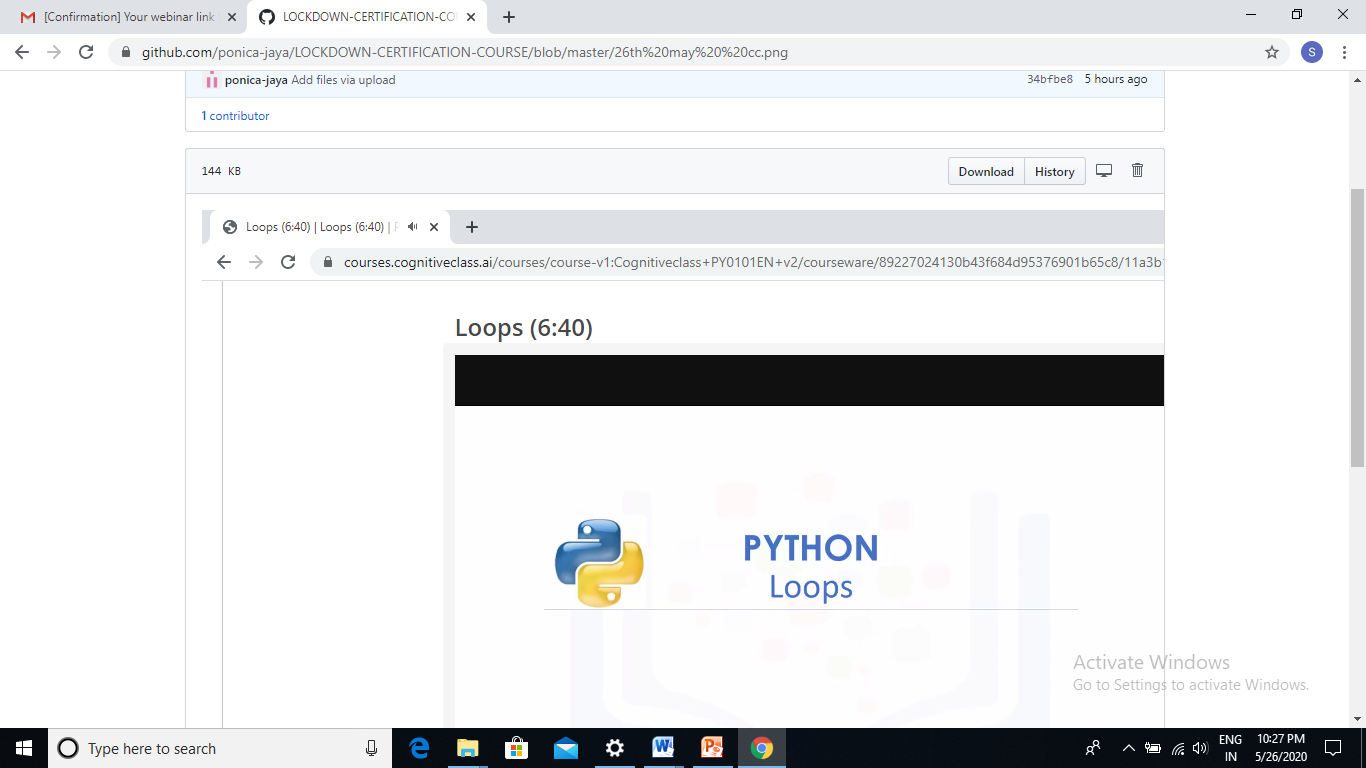 [Confirmation] Your webinar link
LOCKDOWN-CERTIFICATION-CO
github.com/ponica-jaya/LOCKDOWN-CERTIFICATION-COURSE/blob/master/26th%20may%20%20cc.png
S
ponica-jaya Add files via upload
34bfbe8 5 hours ago
1 contributor
144 KB
Download
History
Loops (6:40) | Loops (6:40) |
courses.cognitiveclass.ai/courses/course-v1:Cognitiveclass+PY0101EN+v2/courseware/89227024130b43f684d95376901b65c8/11a3b
Loops (6:40)
PYTHON
Loops
Activate Windows
Go to Settings to activate Windows.
Type here to search
ENG
IN
10:27 PM
5/26/2020